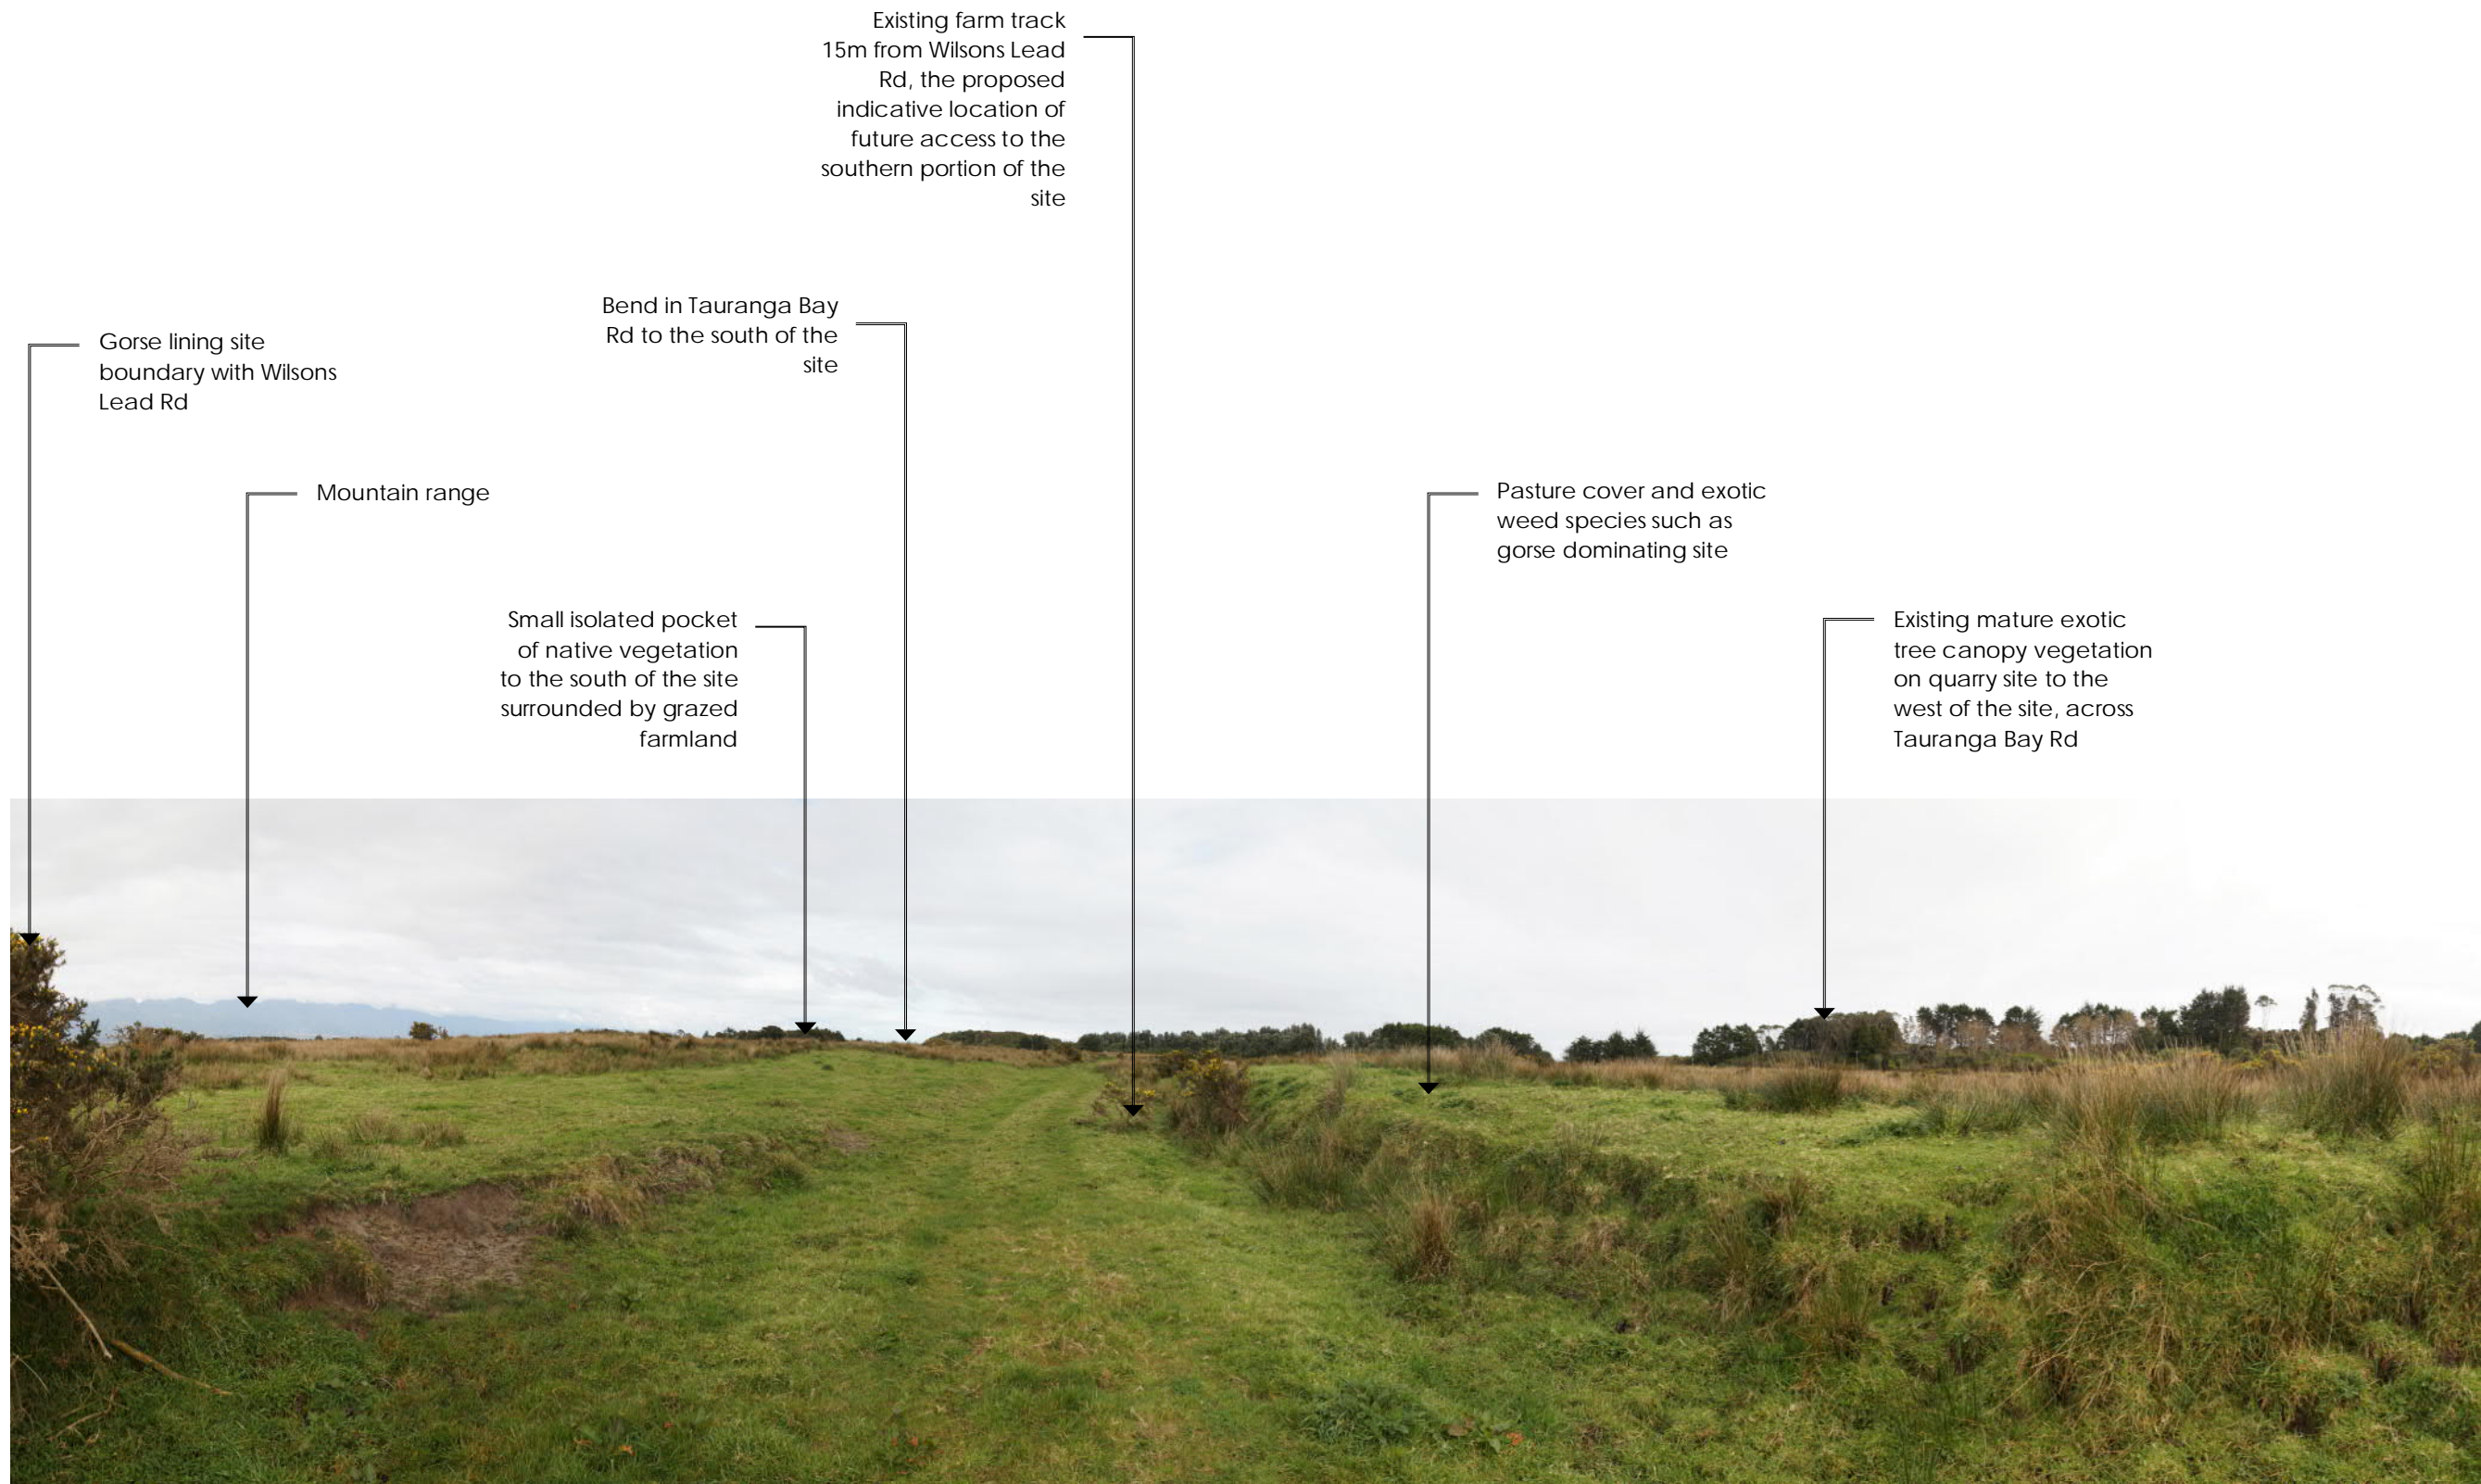 Existing farm track
15m from Wilsons Lead
Rd, the proposed
indicative location of
future access to the
southern portion of the
site
Bend in Tauranga Bay
Rd to the south of the
site
Gorse lining site
boundary with Wilsons
Lead Rd
Mountain range
Pasture cover and exotic
weed species such as
gorse dominating site
Small isolated pocket
of native vegetation
to the south of the site
surrounded by grazed
farmland
Existing mature exotic
tree canopy vegetation
on quarry site to the
west of the site, across
Tauranga Bay Rd